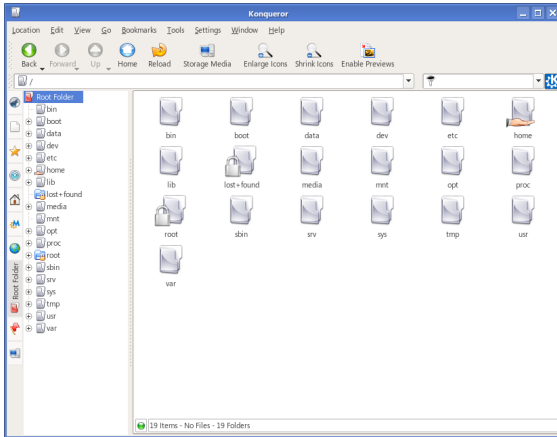 Konqueror
Location Edit View Go Bookmarks Tools Settings Window Help
Back Forward Up Home Reload Storage Media Enlarge Icons Shrink Icons Enable Previews
/
Root Folder
bin
boot
data
dev
etc
home
lib
lost+found
media
mnt
opt
proc
root
sbin
srv
sys
tmp
usr
var
Root Folder
bin boot data dev etc home
lib lost+found media mnt opt proc
root sbin srv sys tmp usr
var
19 Items - No Files - 19 Folders